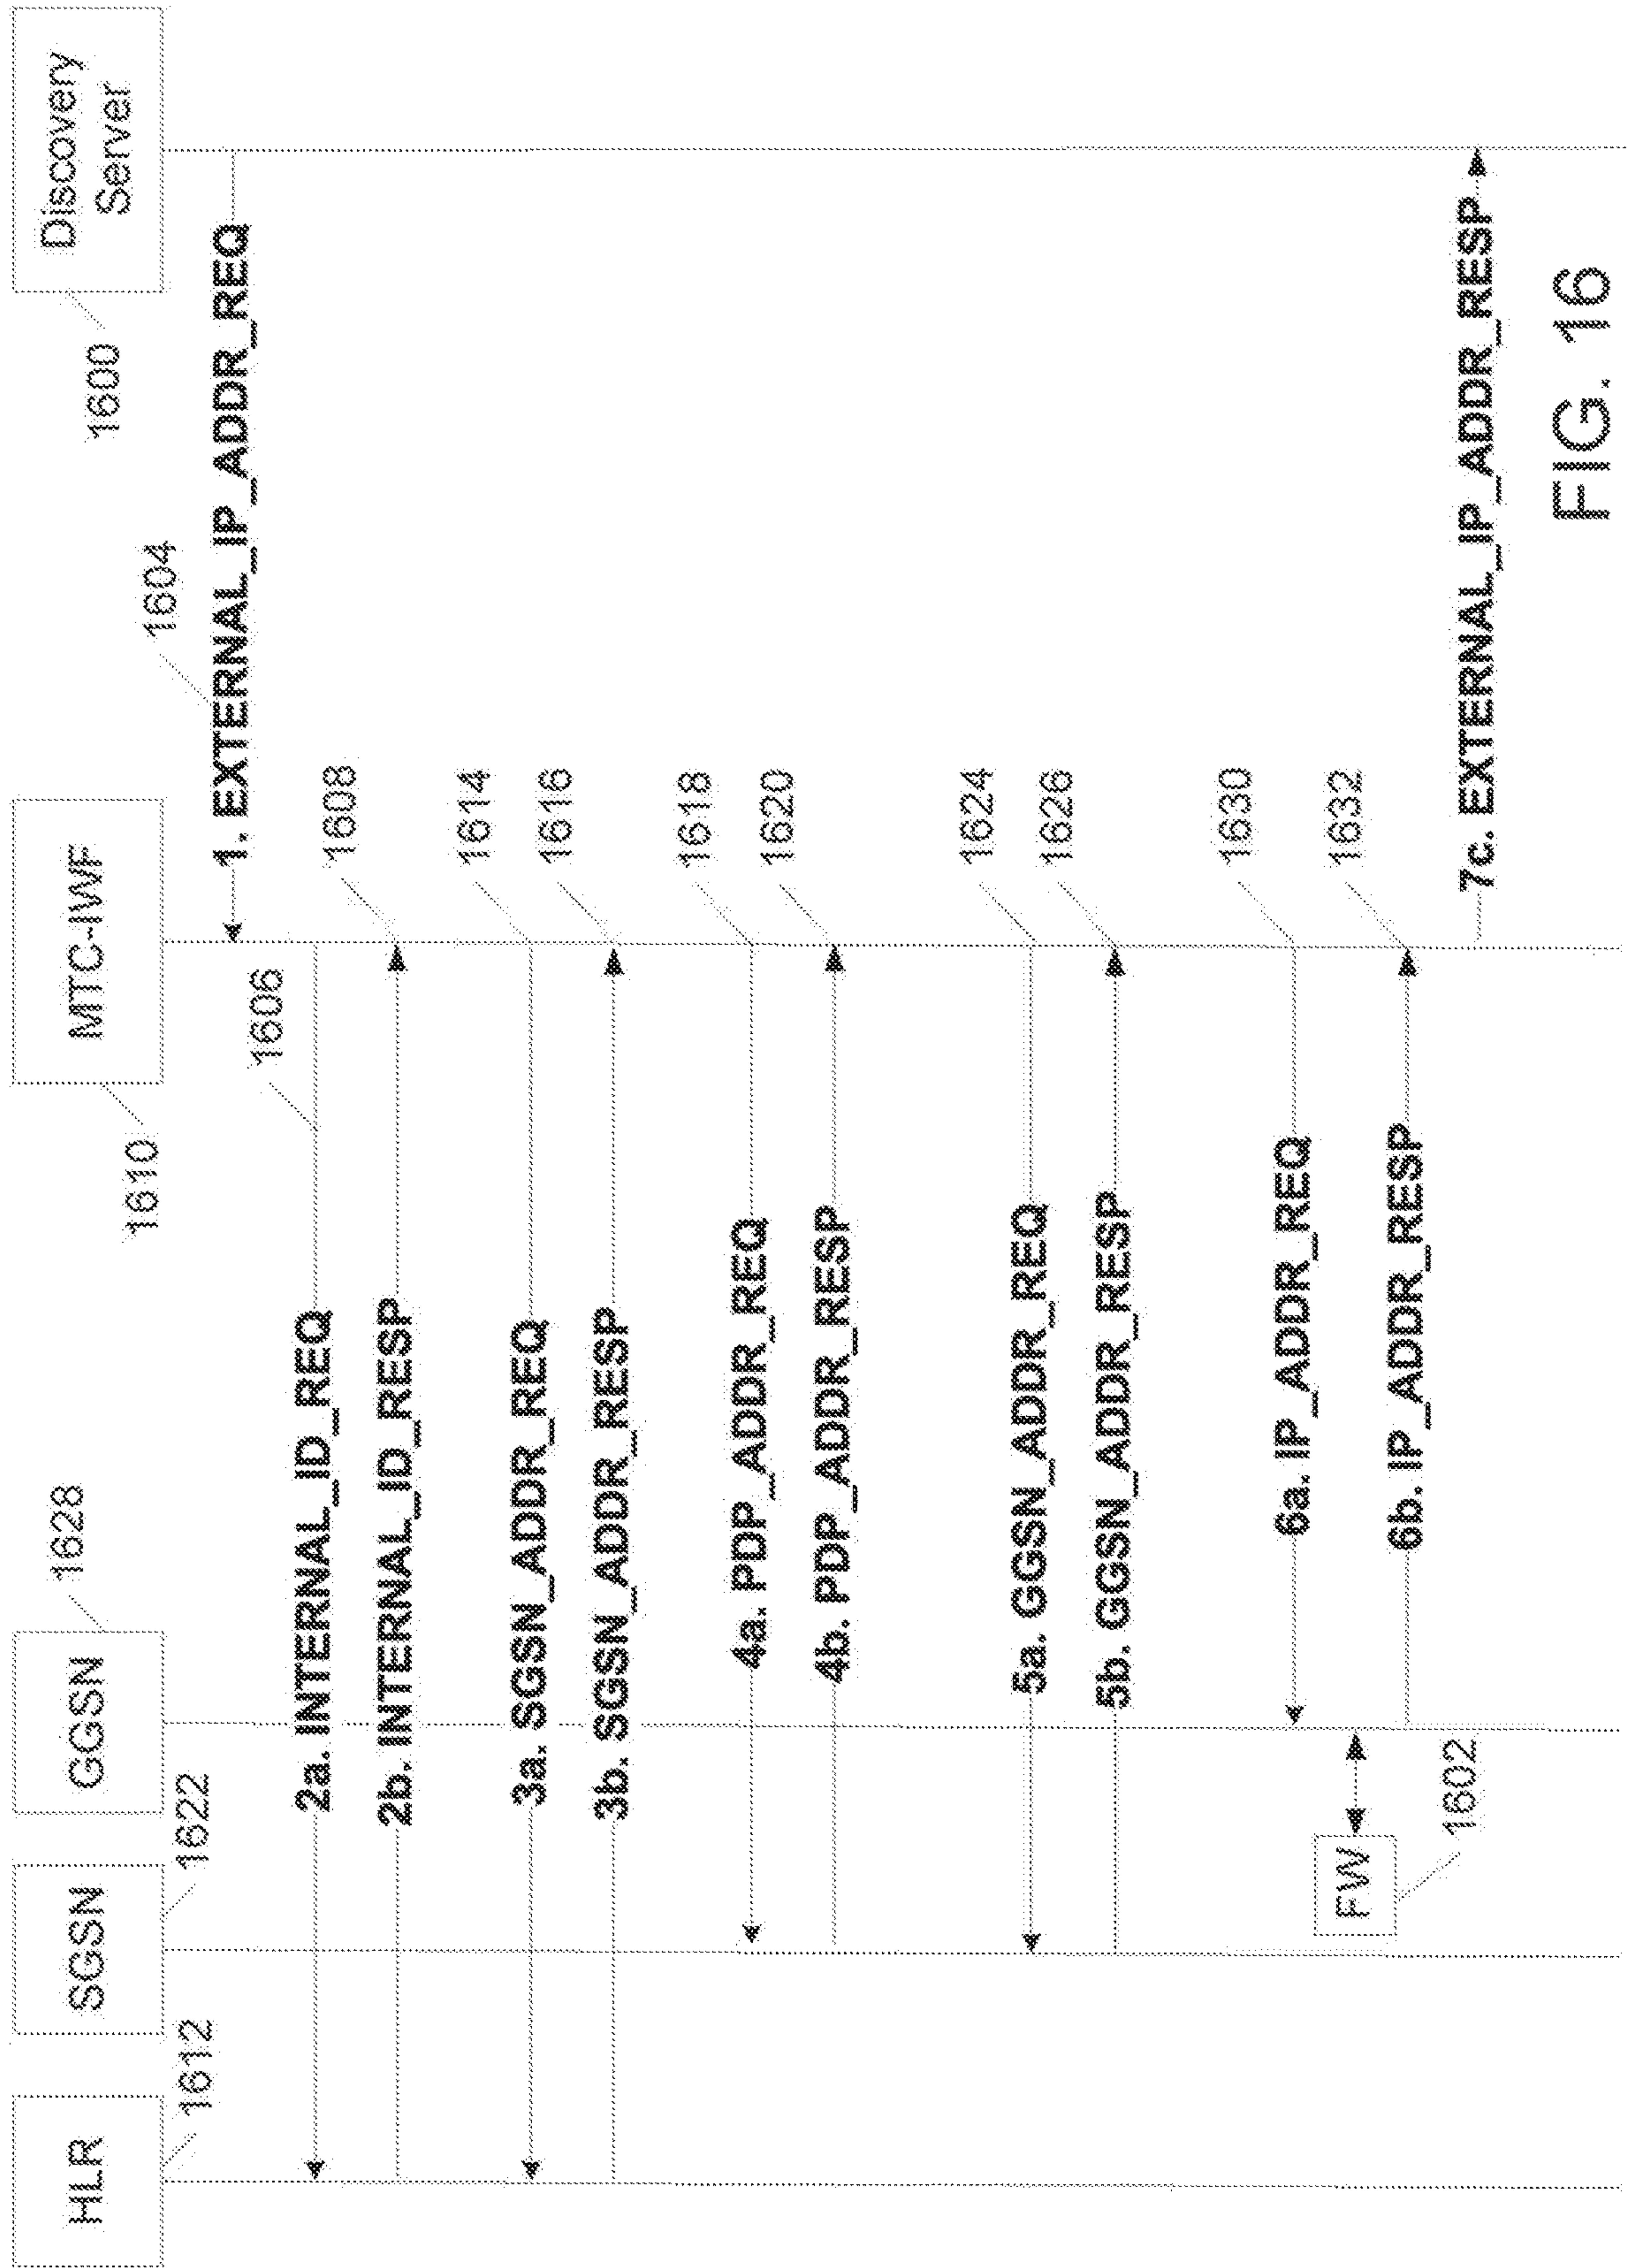 HLR
1612
SGSN
1622
GGSN
1628
MTC-IWF
1610
Discovery
Server
1600
1604
1. EXTERNAL_IP_ADDR_REQ
1606
2a. INTERNAL_ID_REQ
1608
2b. INTERNAL_ID_RESP
1614
3a. SGSN_ADDR_REQ
1616
3b. SGSN_ADDR_RESP
1618
4a. PDP_ADDR_REQ
1620
4b. PDP_ADDR_RESP
1624
5a. GGSN_ADDR_REQ
1626
5b. GGSN_ADDR_RESP
1630
6a. IP_ADDR_REQ
FW
1602
1632
6b. IP_ADDR_RESP
7c. EXTERNAL_IP_ADDR_RESP
FIG. 16